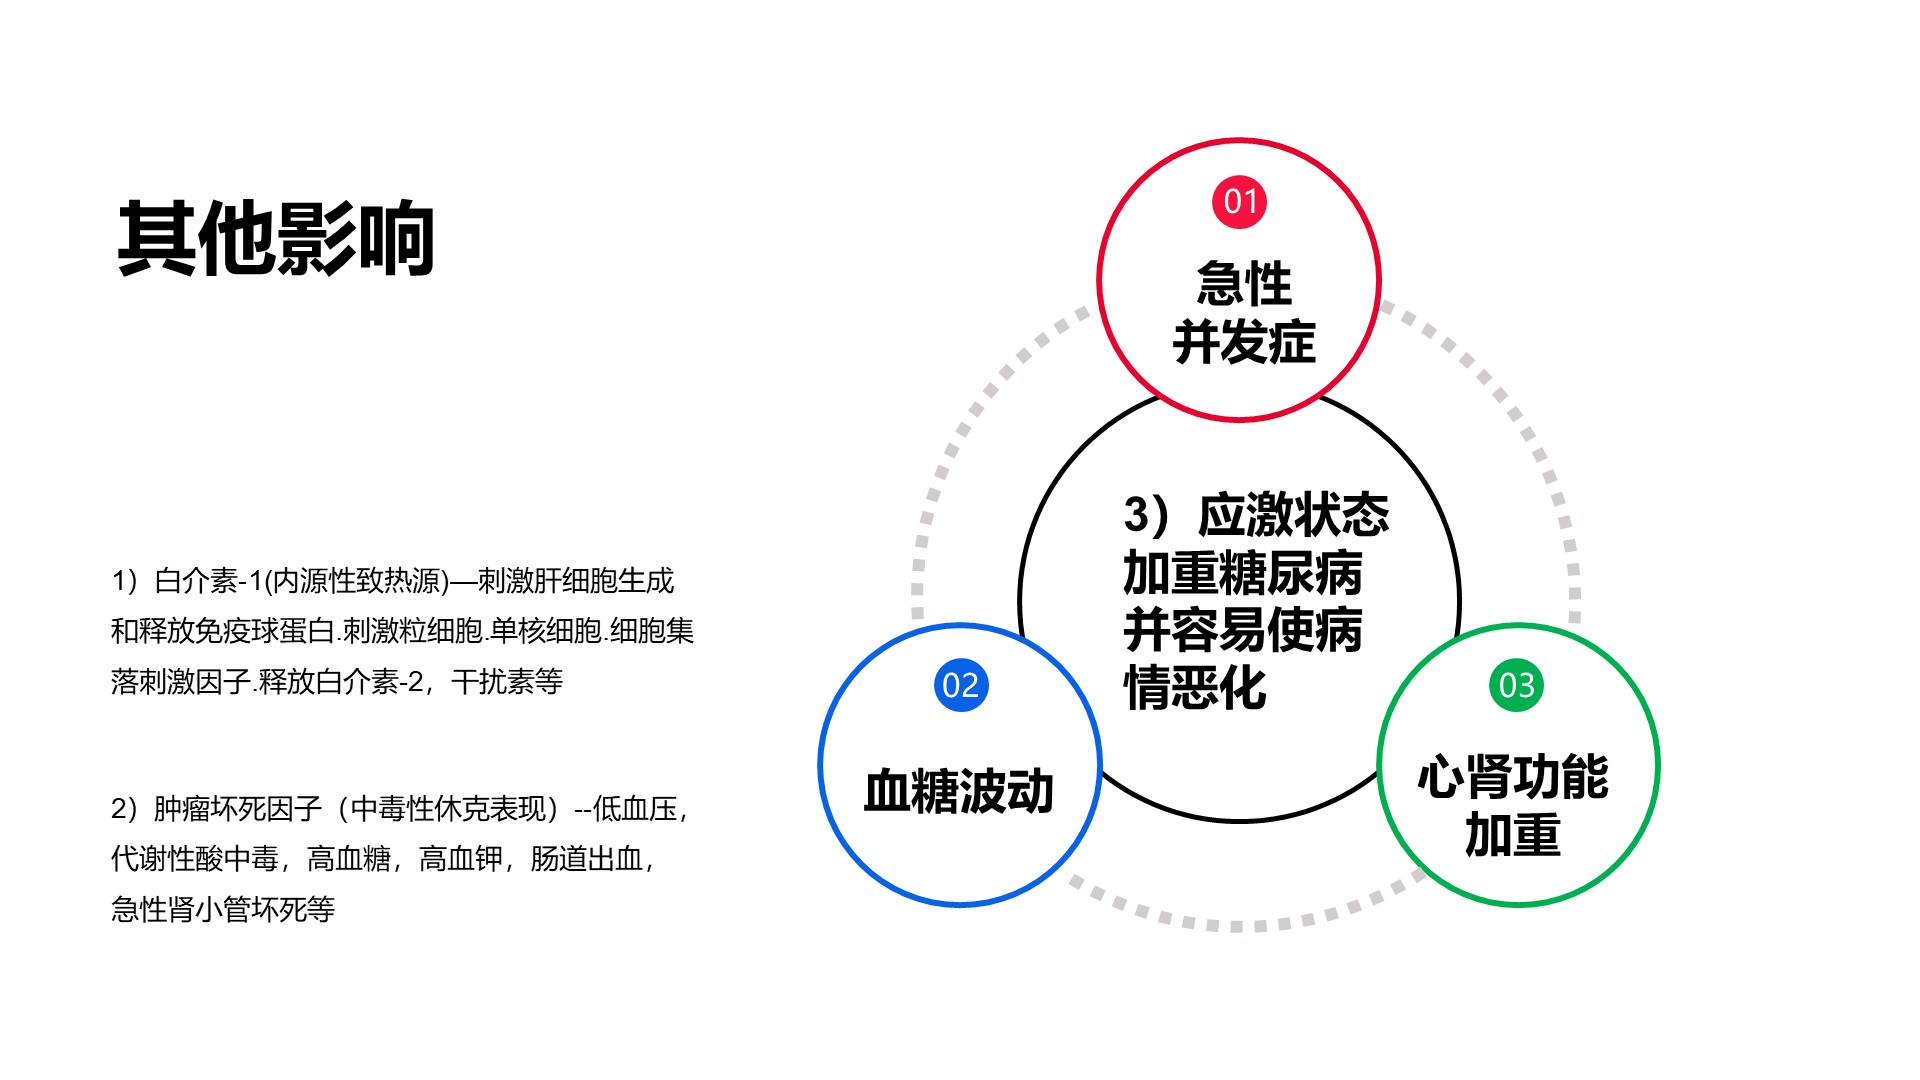 其他影响
1）白介素-1(内源性致热源)—刺激肝细胞生成
和释放免疫球蛋白.刺激粒细胞.单核细胞.细胞集
落刺激因子.释放白介素-2，干扰素等
2）肿瘤坏死因子（中毒性休克表现）--低血压，
代谢性酸中毒，高血糖，高血钾，肠道出血，
急性肾小管坏死等
01
急性
并发症
3）应激状态
加重糖尿病
并容易使病
情恶化
02
血糖波动
03
心肾功能
加重